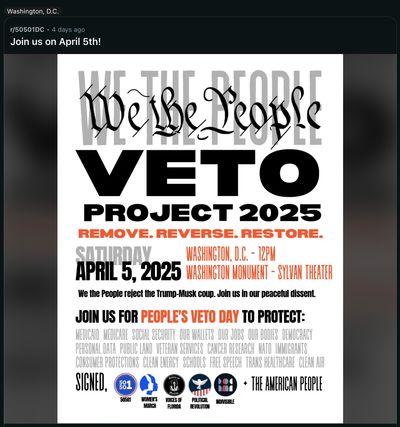 Washington, D.C.
r/50501DC • 4 days ago
Join us on April 5th!
WE THE PEOPLE
We the People
VETO
PROJECT 2025
REMOVE. REVERSE. RESTORE.
SATURDAY
APRIL 5, 2025
WASHINGTON, D.C. - 12PM
WASHINGTON MONUMENT - SYLVAN THEATER
We the People reject the Trump-Musk coup. Join us in our peaceful dissent.
JOIN US FOR PEOPLE'S VETO DAY TO PROTECT:
MEDICAID MEDICARE SOCIAL SECURITY OUR WALLETS OUR JOBS OUR BODIES DEMOCRACY
PERSONAL DATA PUBLIC LAND VETERAN SERVICES CANCER RESEARCH NATO IMMIGRANTS
CONSUMER PROTECTIONS CLEAN ENERGY SCHOOLS FREE SPEECH TRANS HEALTHCARE CLEAN AIR
SIGNED,
50
50
1
50501
WOMEN'S
MARCH
VOICES OF
FLORIDA
POLITICAL
REVOLUTION
INDIVISIBLE
+ THE AMERICAN PEOPLE